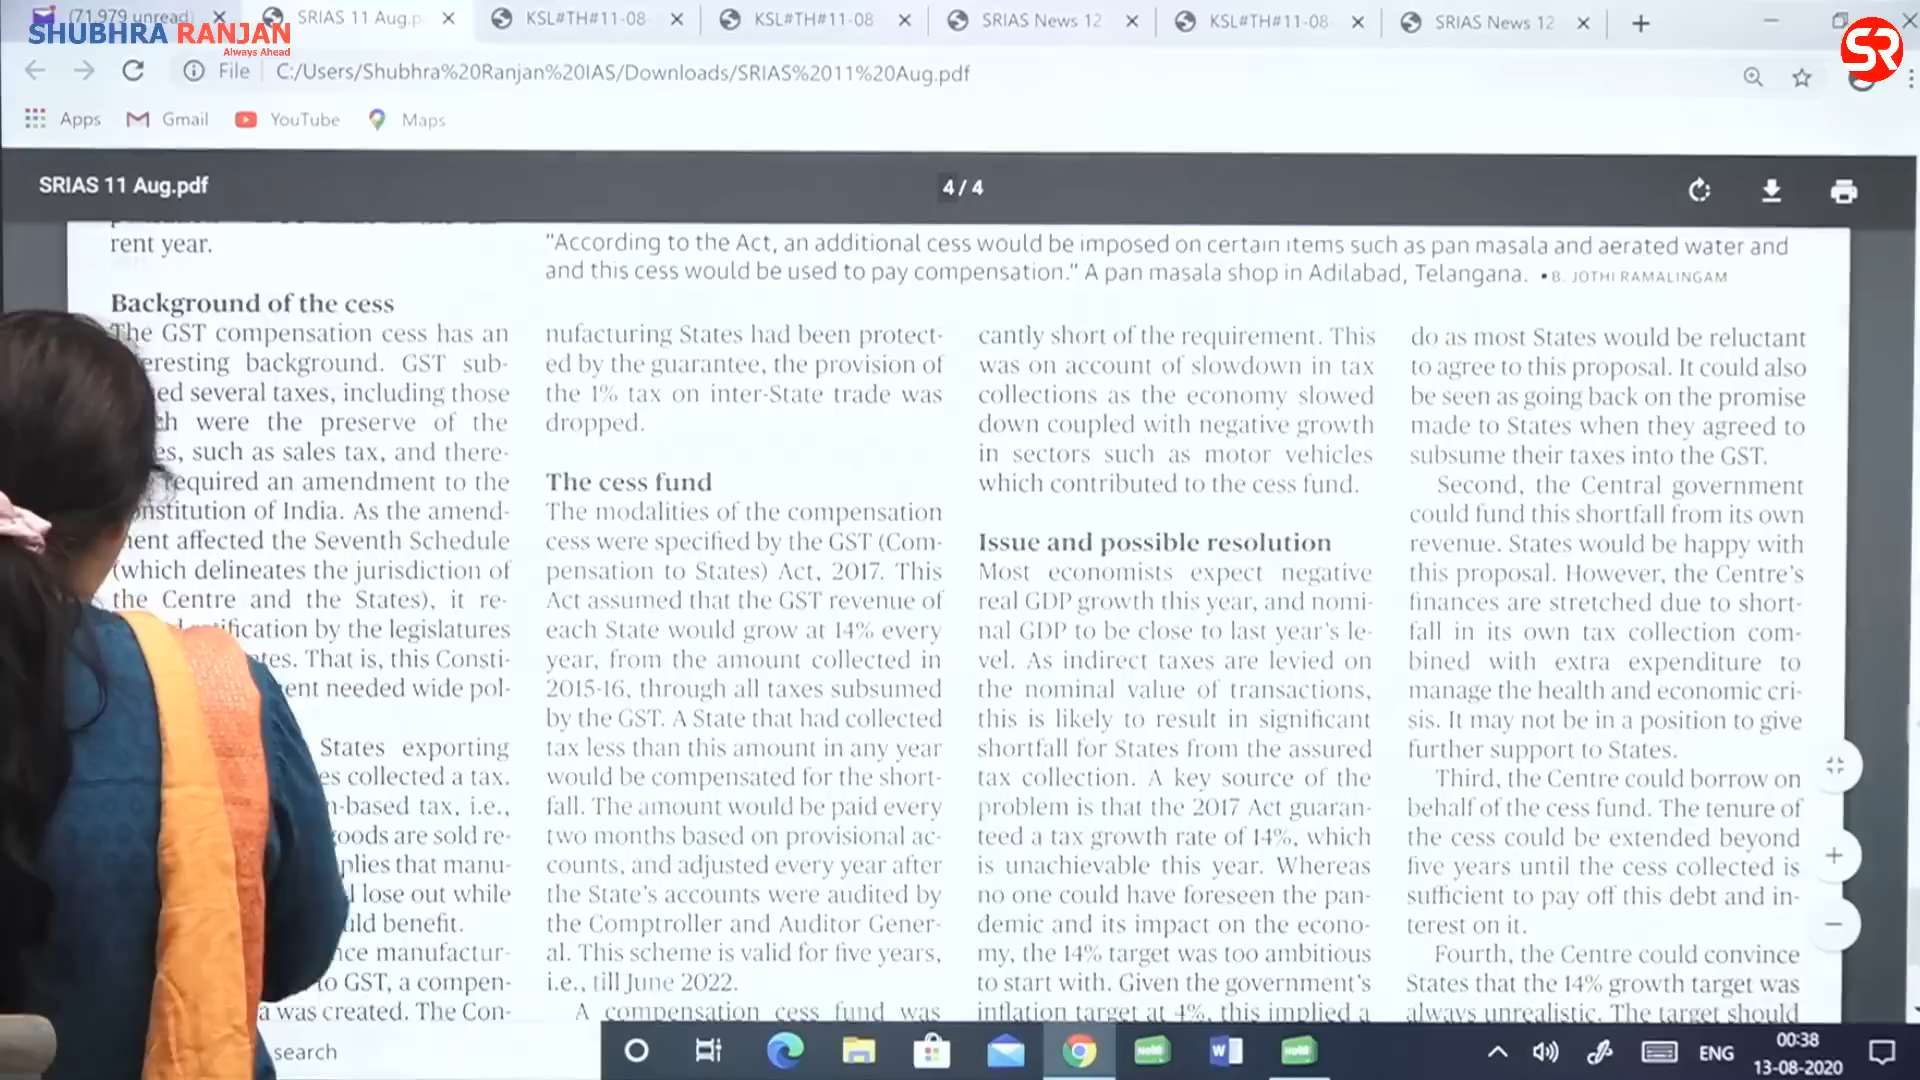 (71,979 unread)
SRIAS 11 Aug.p
KSL#TH#11-08
KSL#TH#11-08
SRIAS News 12
KSL#TH#11-08
SRIAS News 12
SHUBHRA RANJAN
Always Ahead
SR
File
C:/Users/Shubhra%20Ranjan%20IAS/Downloads/SRIAS%2011%20Aug.pdf
Apps
Gmail
YouTube
Maps
SRIAS 11 Aug.pdf
4 / 4
rent year.
Background of the cess
The GST compensation cess has an
eresting background. GST sub-
ed several taxes, including those
ch were the preserve of the
es, such as sales tax, and there-
equired an amendment to the
nstitution of India. As the amend-
ent affected the Seventh Schedule
(which delineates the jurisdiction of
the Centre and the States), it re-
ification by the legislatures
tes. That is, this Consti-
ent needed wide pol-
States exporting
es collected a tax.
n-based tax, i.e.,
oods are sold re-
plies that manu-
l lose out while
uld benefit.
nce manufactur-
to GST, a compen-
a was created. The Con-
"According to the Act, an additional cess would be imposed on certain items such as pan masala and aerated water and
and this cess would be used to pay compensation." A pan masala shop in Adilabad, Telangana. •B. JOTHI RAMALINGAM
nufacturing States had been protect-
ed by the guarantee, the provision of
the 1% tax on inter-State trade was
dropped.
The cess fund
The modalities of the compensation
cess were specified by the GST (Com-
pensation to States) Act, 2017. This
Act assumed that the GST revenue of
each State would grow at 14% every
year, from the amount collected in
2015-16, through all taxes subsumed
by the GST. A State that had collected
tax less than this amount in any year
would be compensated for the short-
fall. The amount would be paid every
two months based on provisional ac-
counts, and adjusted every year after
the State's accounts were audited by
the Comptroller and Auditor Gener-
al. This scheme is valid for five years,
i.e., till June 2022.
A compensation cess fund was
cantly short of the requirement. This
was on account of slowdown in tax
collections as the economy slowed
down coupled with negative growth
in sectors such as motor vehicles
which contributed to the cess fund.
Issue and possible resolution
Most economists expect negative
real GDP growth this year, and nomi-
nal GDP to be close to last year's le-
vel. As indirect taxes are levied on
the nominal value of transactions,
this is likely to result in significant
shortfall for States from the assured
tax collection. A key source of the
problem is that the 2017 Act guaran-
teed a tax growth rate of 14%, which
is unachievable this year. Whereas
no one could have foreseen the pan-
demic and its impact on the econo-
my, the 14% target was too ambitious
to start with. Given the government's
inflation target at 4%, this implied a
do as most States would be reluctant
to agree to this proposal. It could also
be seen as going back on the promise
made to States when they agreed to
subsume their taxes into the GST.
Second, the Central government
could fund this shortfall from its own
revenue. States would be happy with
this proposal. However, the Centre's
finances are stretched due to short-
fall in its own tax collection com-
bined with extra expenditure to
manage the health and economic cri-
sis. It may not be in a position to give
further support to States.
Third, the Centre could borrow on
behalf of the cess fund. The tenure of
the cess could be extended beyond
five years until the cess collected is
sufficient to pay off this debt and in-
terest on it.
Fourth, the Centre could convince
States that the 14% growth target was
always unrealistic. The target should
search
ENG
00:38
13-08-2020